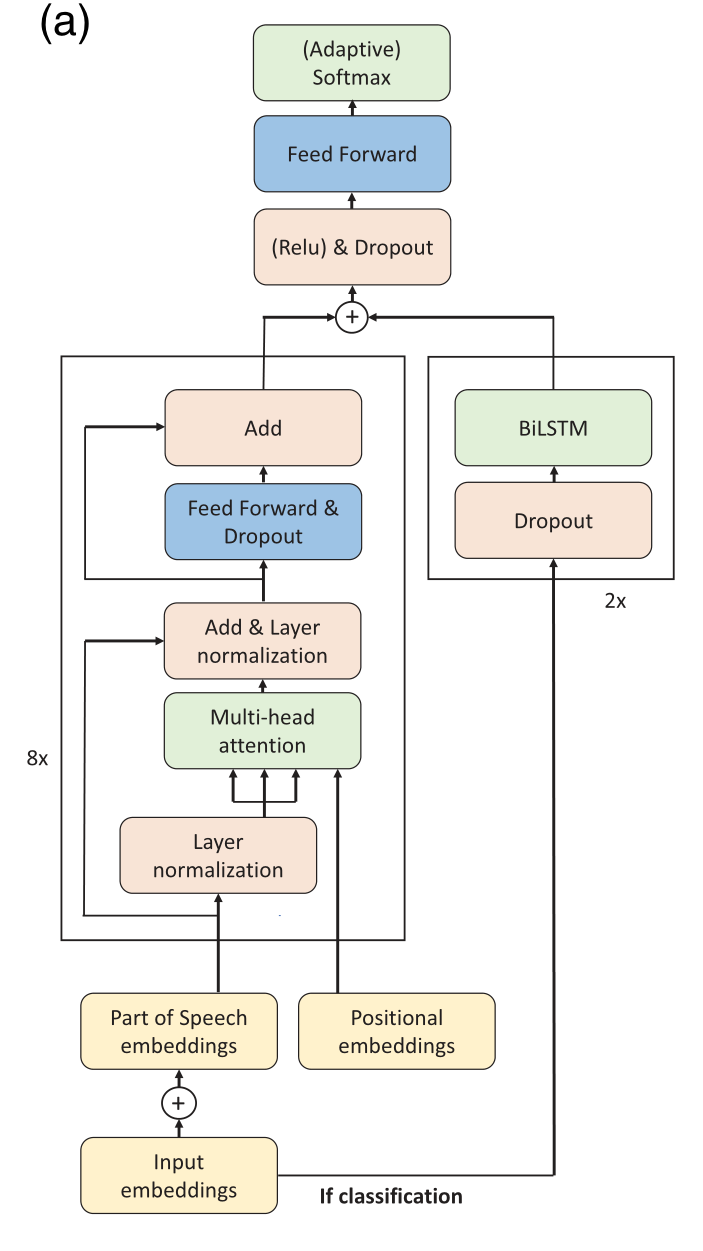 (a)
(Adaptive)
Softmax
Feed Forward
(Relu) & Dropout
+
Add
BiLSTM
Feed Forward &
Dropout
Dropout
2x
Add & Layer
normalization
Multi-head
attention
8x
Layer
normalization
Part of Speech
embeddings
Positional
embeddings
+
Input
embeddings
If classification